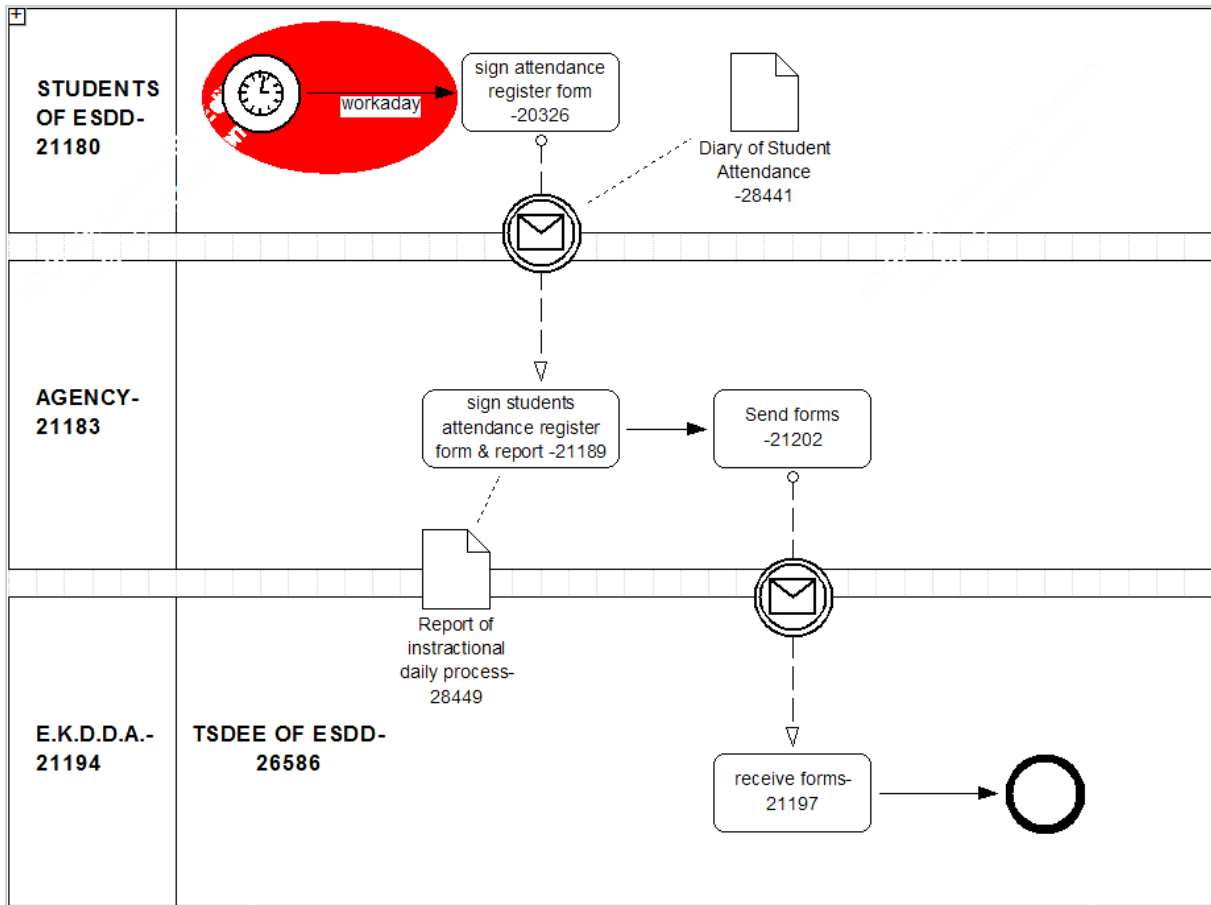 STUDENTS
OF ESDD-
21180
workaday
sign attendance
register form
-20326
Diary of Student
Attendance
-28441
AGENCY-
21183
sign students
attendance register
form & report -21189
Send forms
-21202
Report of
instractional
daily process-
28449
E.K.D.D.A.-
21194
TSDEE OF ESDD-
26586
receive forms-
21197